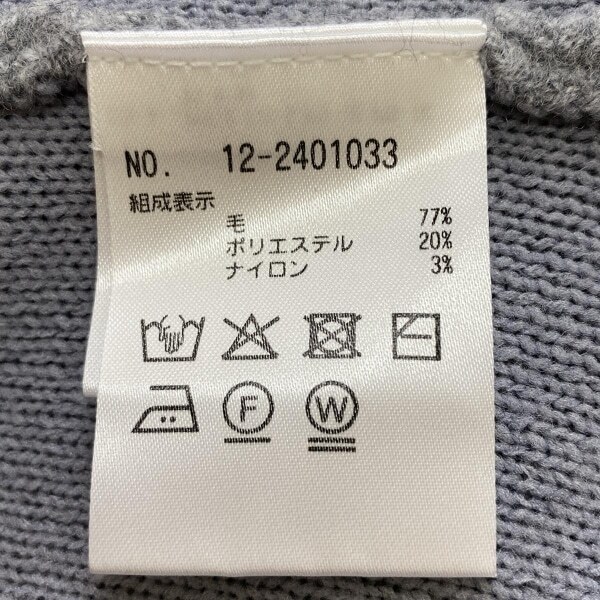 NO. 12-2401033
組成表示
毛 77%
ポリエステル 20%
ナイロン 3%
F W